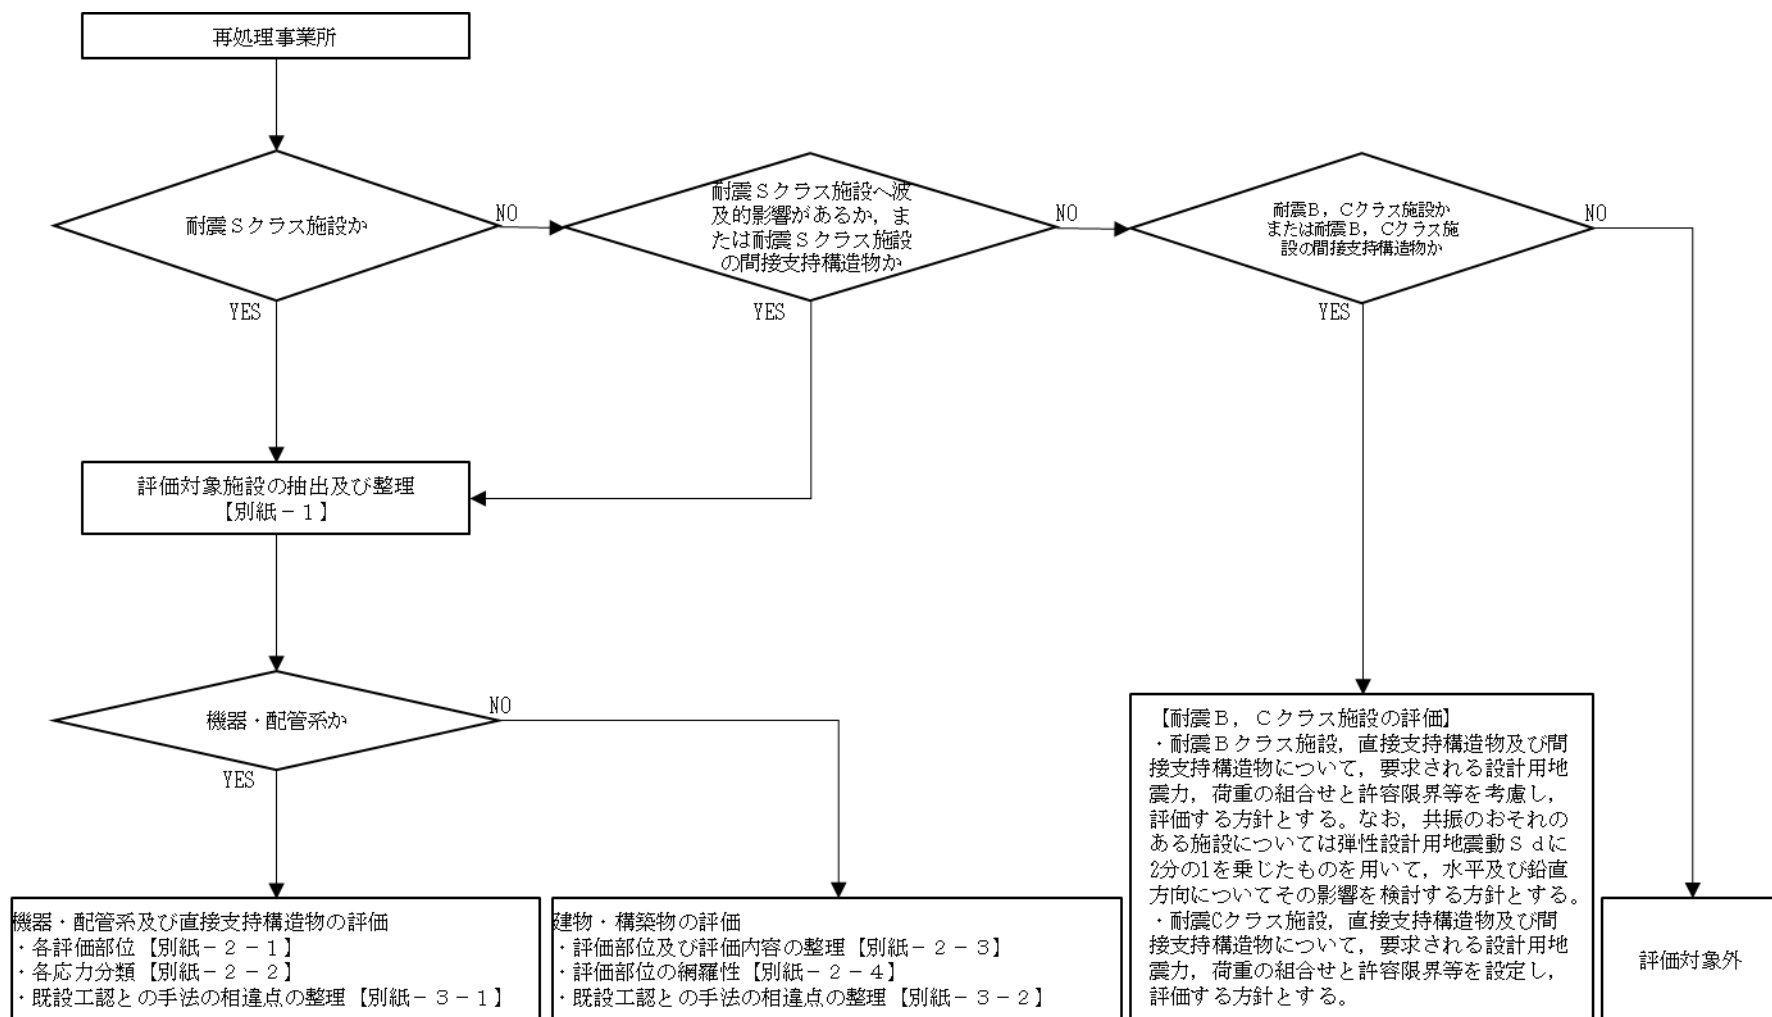 再処理事業所
耐震Ｓクラス施設か
NO
YES
耐震Ｓクラス施設へ波
及的影響があるか，ま
たは耐震Ｓクラス施設
の間接支持構造物か
NO
YES
耐震B，Cクラス施設か
または耐震B，Cクラス施
設の間接支持構造物か
NO
YES
評価対象施設の抽出及び整理
【別紙－１】
機器・配管系か
NO
YES
機器・配管系及び直接支持構造物の評価
・各評価部位【別紙－２－１】
・各応力分類【別紙－２－２】
・既設工認との手法の相違点の整理【別紙－３－１】
建物・構築物の評価
・評価部位及び評価内容の整理【別紙－２－３】
・評価部位の網羅性【別紙－２－４】
・既設工認との手法の相違点の整理【別紙－３－２】
【耐震Ｂ，Ｃクラス施設の評価】
・耐震Ｂクラス施設，直接支持構造物及び間
接支持構造物について，要求される設計用地
震力，荷重の組合せと許容限界等を考慮し，
評価する方針とする。なお，共振のおそれの
ある施設については弾性設計用地震動Ｓｄに
2分の1を乗じたものを用いて，水平及び鉛直
方向についてその影響を検討する方針とする。
・耐震Cクラス施設，直接支持構造物及び間
接支持構造物について，要求される設計用地
震力，荷重の組合せと許容限界等を設定し，
評価する方針とする。
評価対象外